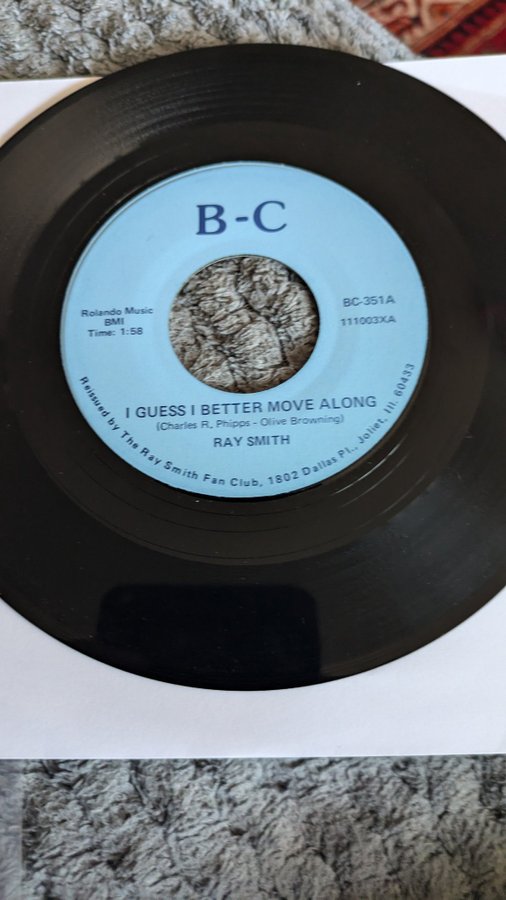 B-C
Rolando Music
BMI
Time: 1:58
BC-351A
111003XA
I GUESS I BETTER MOVE ALONG
(Charles R. Phipps - Olive Browning)
RAY SMITH
Reissued by The Ray Smith Fan Club, 1802 Dallas Pl., Joliet, Ill. 60433